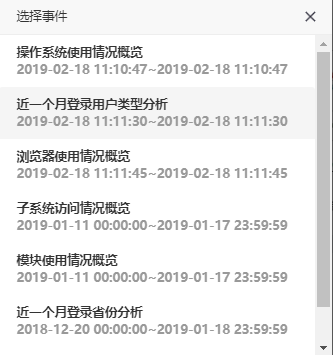 选择事件
操作系统使用情况概览
2019-02-18 11:10:47~2019-02-18 11:10:47
近一个月登录用户类型分析
2019-02-18 11:11:30~2019-02-18 11:11:30
浏览器使用情况概览
2019-02-18 11:11:45~2019-02-18 11:11:45
子系统访问情况概览
2019-01-11 00:00:00~2019-01-17 23:59:59
模块使用情况概览
2019-01-11 00:00:00~2019-01-17 23:59:59
近一个月登录省份分析
2018-12-20 00:00:00~2019-01-18 23:59:59